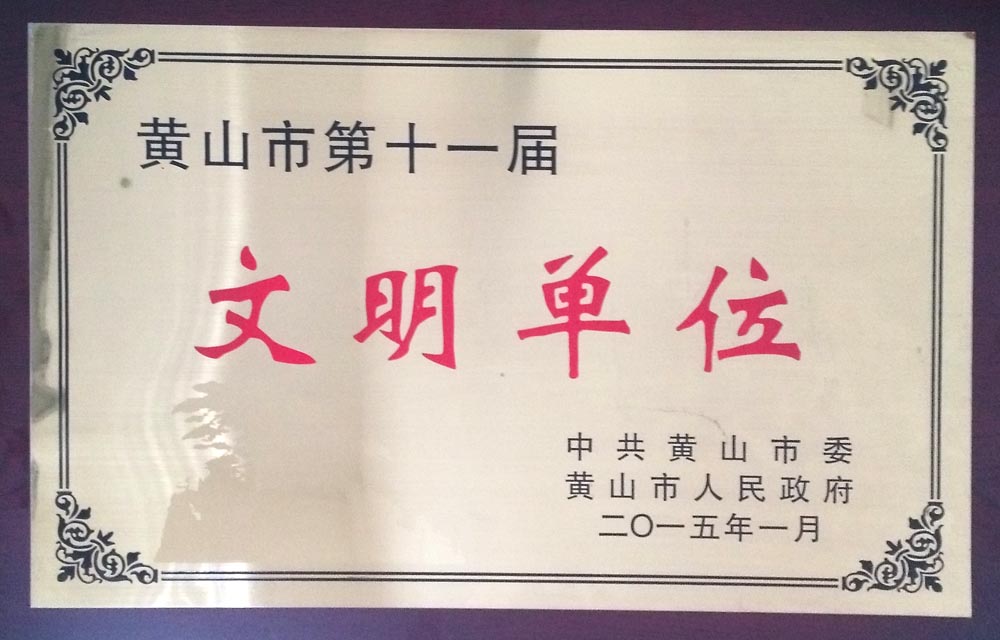 黄山市第十一届
文明单位
中共黄山市委
黄山市人民政府
二〇一五年一月